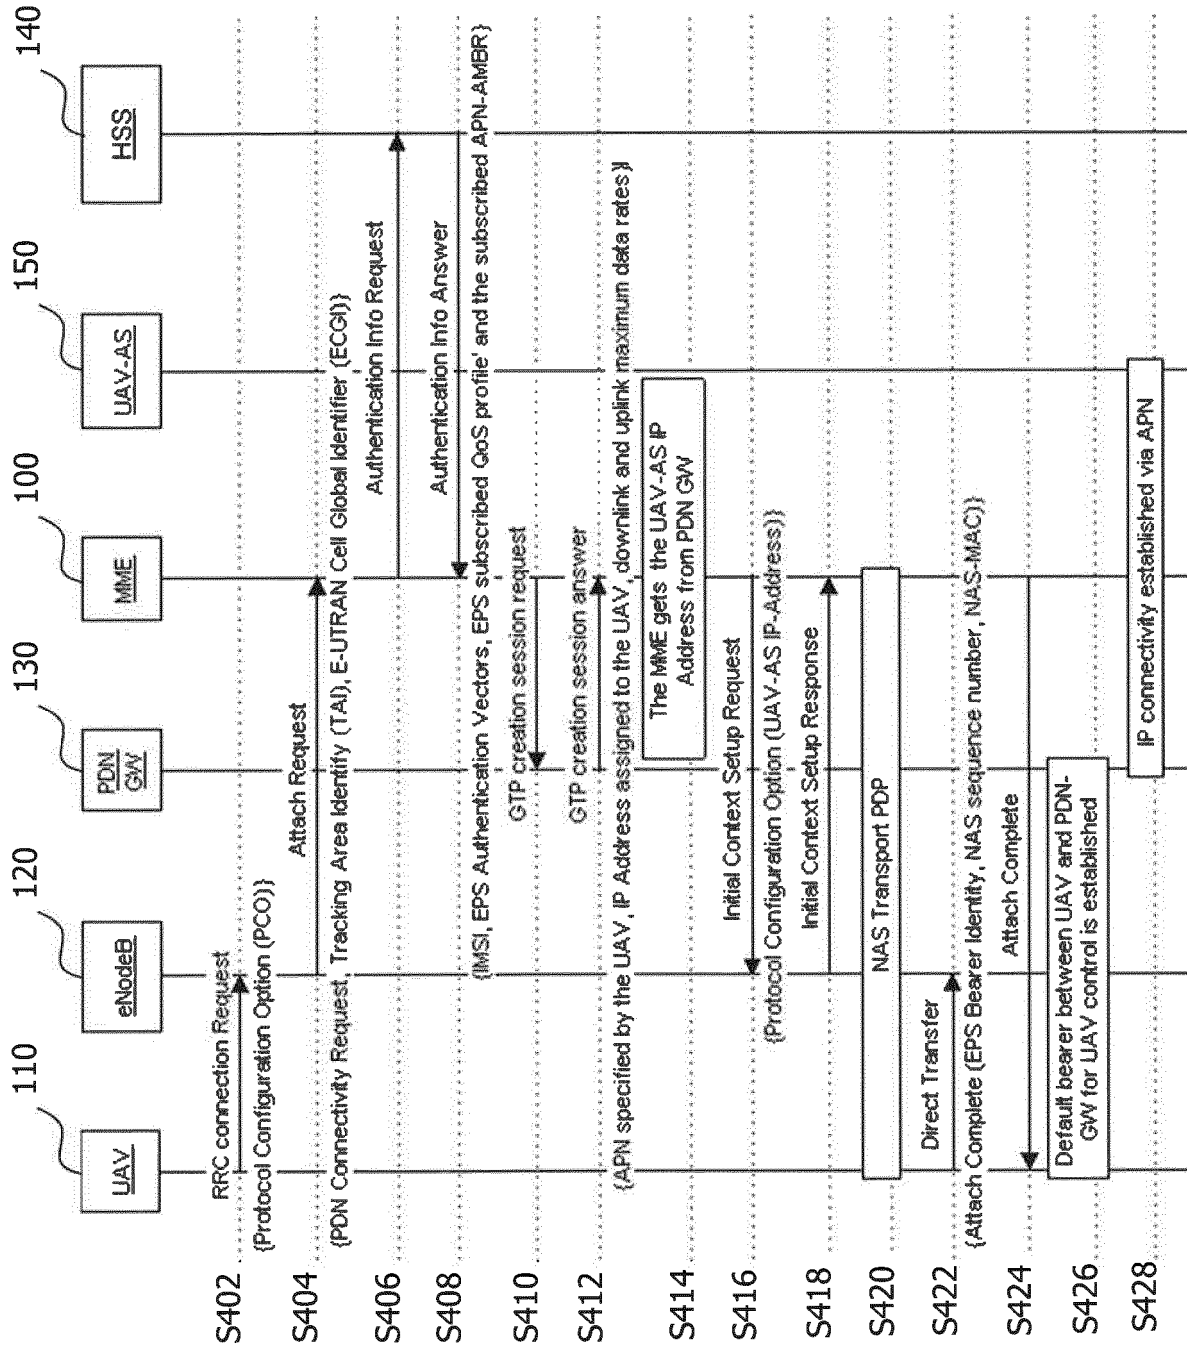 110
120
130
100
150
140
UAV
eNodeB
PDN
GW
MME
UAV-AS
HSS
S402
RRC connection Request
{Protocol Configuration Option (PCO)}
S404
Attach Request
{PDN Connectivity Request, Tracking Area Identify (TAI), E-UTRAN Cell Global Identifier (ECGI)}
S406
Authentication Info Request
S408
Authentication Info Answer
{IMSI, EPS Authentication Vectors, EPS subscribed QoS profile' and the subscribed APN-AMBR}
S410
GTP creation session request
S412
GTP creation session answer
{APN specified by the UAV, IP Address assigned to the UAV, downlink and uplink maximum data rates}
S414
The MME gets the UAV-AS IP
Address from PDN GW
S416
Initial Context Setup Request
{Protocol Configuration Option (UAV-AS IP-Address)}
S418
Initial Context Setup Response
S420
NAS Transport PDP
S422
Direct Transfer
{Attach Complete (EPS Bearer Identity, NAS sequence number, NAS-MAC)}
S424
Attach Complete
S426
Default bearer between UAV and PDN-
GW for UAV control is established
S428
IP connectivity established via APN